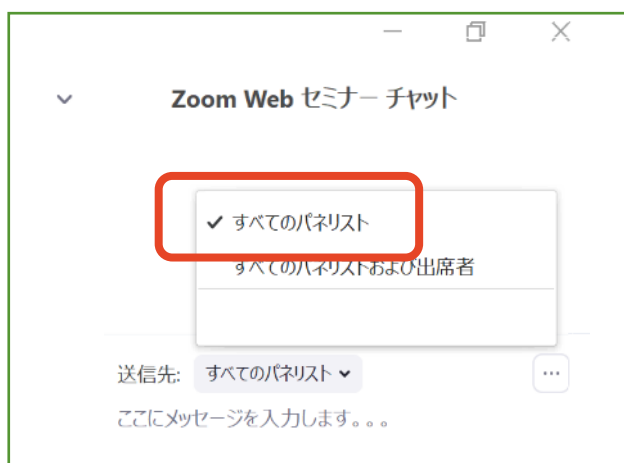 Zoom Web セミナー チャット
✓ すべてのパネリスト
すべてのパネリストおよび出席者
送信先: すべてのパネリスト
ここにメッセージを入力します。。。